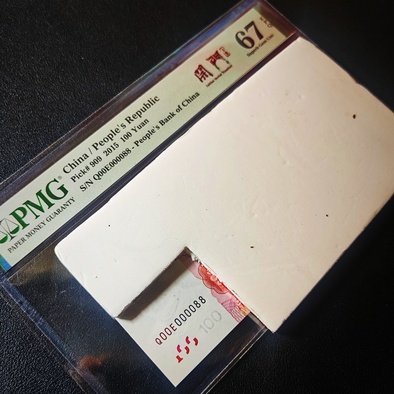 China / People's Republic
Pick# 909 2015 100 Yuan
S/N Q00E000088 - People's Bank of China
PMG
PAPER MONEY GUARANTY
67
Q00E000088
100